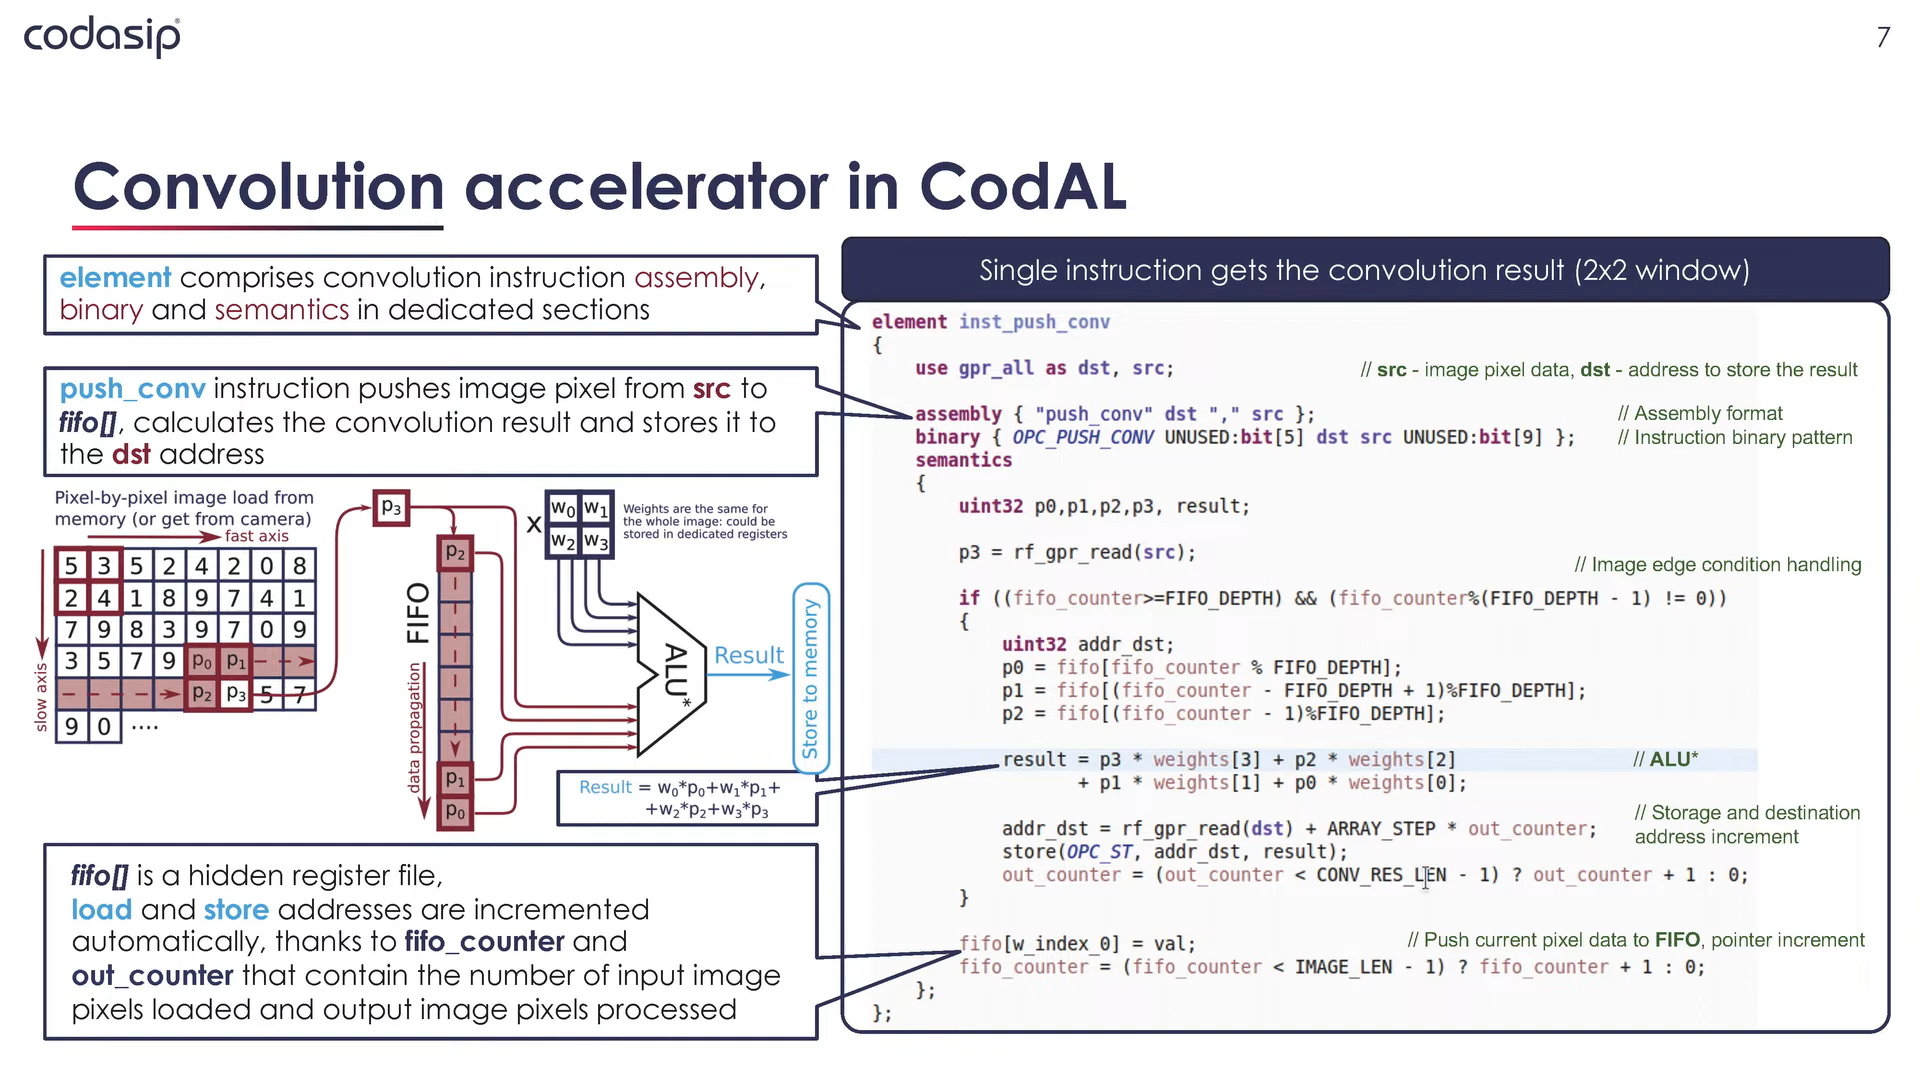 codasip
7
Convolution accelerator in CodAL
element comprises convolution instruction assembly,
binary and semantics in dedicated sections
push_conv instruction pushes image pixel from src to
fifo[], calculates the convolution result and stores it to
the dst address
Pixel-by-pixel image load from
memory (or get from camera)
fast axis
slow axis
5 3 5 2 4 2 0 8
2 4 1 8 9 7 4 1
7 9 8 3 9 7 0 9
3 5 7 9 p0 p1
p2 p3 5 7
9 0 ....
p3
FIFO
data propagation
p2
p1
p0
x
w0 w1
w2 w3
Weights are the same for
the whole image: could be
stored in dedicated registers
ALU*
Result
Store to memory
Result = w0*p0+w1*p1+
+w2*p2+w3*p3
fifo[] is a hidden register file,
load and store addresses are incremented
automatically, thanks to fifo_counter and
out_counter that contain the number of input image
pixels loaded and output image pixels processed
Single instruction gets the convolution result (2x2 window)
element inst_push_conv
{
use gpr_all as dst, src; // src - image pixel data, dst - address to store the result
assembly { "push_conv" dst "," src }; // Assembly format
binary { OPC_PUSH_CONV UNUSED:bit[5] dst src UNUSED:bit[9] }; // Instruction binary pattern
semantics
{
uint32 p0,p1,p2,p3, result;
p3 = rf_gpr_read(src);
// Image edge condition handling
if ((fifo_counter>=FIFO_DEPTH) && (fifo_counter%(FIFO_DEPTH - 1) != 0))
{
uint32 addr_dst;
p0 = fifo[fifo_counter % FIFO_DEPTH];
p1 = fifo[(fifo_counter - FIFO_DEPTH + 1)%FIFO_DEPTH];
p2 = fifo[(fifo_counter - 1)%FIFO_DEPTH];
result = p3 * weights[3] + p2 * weights[2] // ALU*
+ p1 * weights[1] + p0 * weights[0];
// Storage and destination
address increment
addr_dst = rf_gpr_read(dst) + ARRAY_STEP * out_counter;
store(OPC_ST, addr_dst, result);
out_counter = (out_counter < CONV_RES_LEN - 1) ? out_counter + 1 : 0;
}
fifo[w_index_0] = val; // Push current pixel data to FIFO, pointer increment
fifo_counter = (fifo_counter < IMAGE_LEN - 1) ? fifo_counter + 1 : 0;
};
};